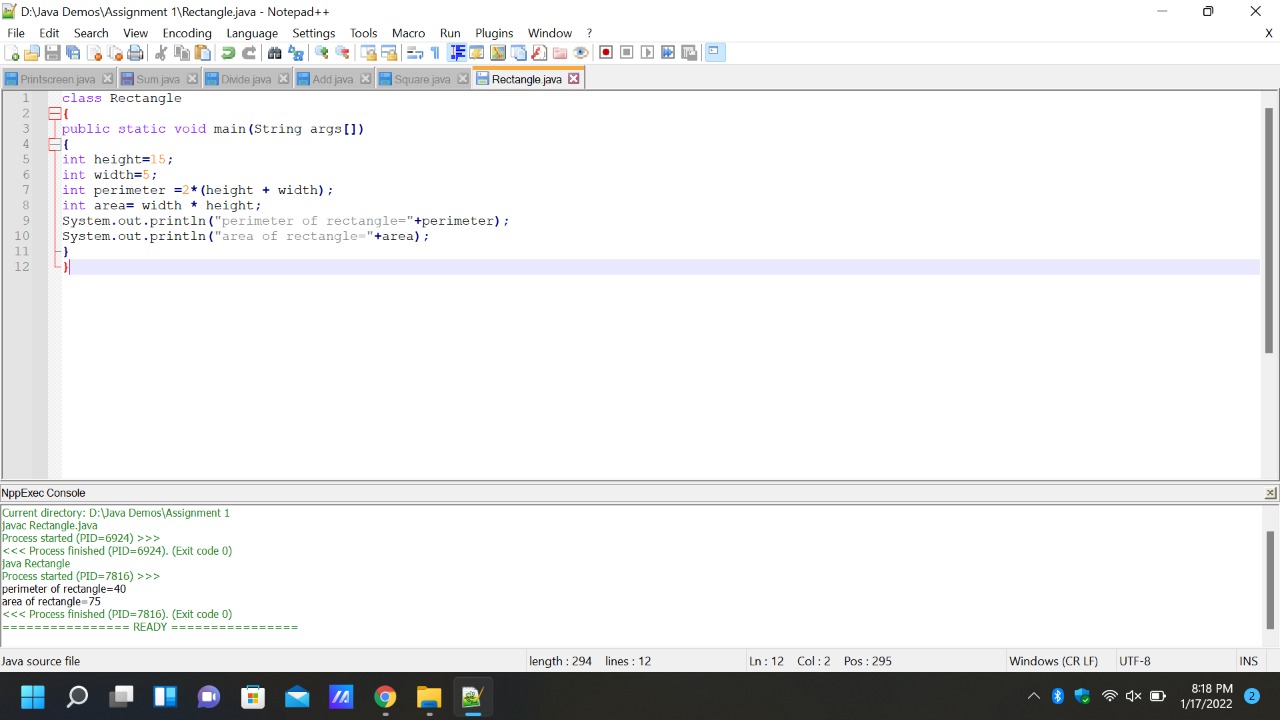 D:\Java Demos\Assignment 1\Rectangle.java - Notepad++
File Edit Search View Encoding Language Settings Tools Macro Run Plugins Window ? X
Printscreen.java Sum.java Divide.java Add.java Square.java Rectangle.java
1 class Rectangle
2 {
3 public static void main(String args[])
4 {
5 int height=15;
6 int width=5;
7 int perimeter =2*(height + width);
8 int area= width * height;
9 System.out.println("perimeter of rectangle="+perimeter);
10 System.out.println("area of rectangle="+area);
11 }
12 }
NppExec Console
Current directory: D:\Java Demos\Assignment 1
javac Rectangle.java
Process started (PID=6924) >>>
<<< Process finished (PID=6924). (Exit code 0)
java Rectangle
Process started (PID=7816) >>>
perimeter of rectangle=40
area of rectangle=75
<<< Process finished (PID=7816). (Exit code 0)
================ READY ================
Java source file length : 294 lines : 12 Ln : 12 Col : 2 Pos : 295 Windows (CR LF) UTF-8 INS
8:18 PM
1/17/2022
2